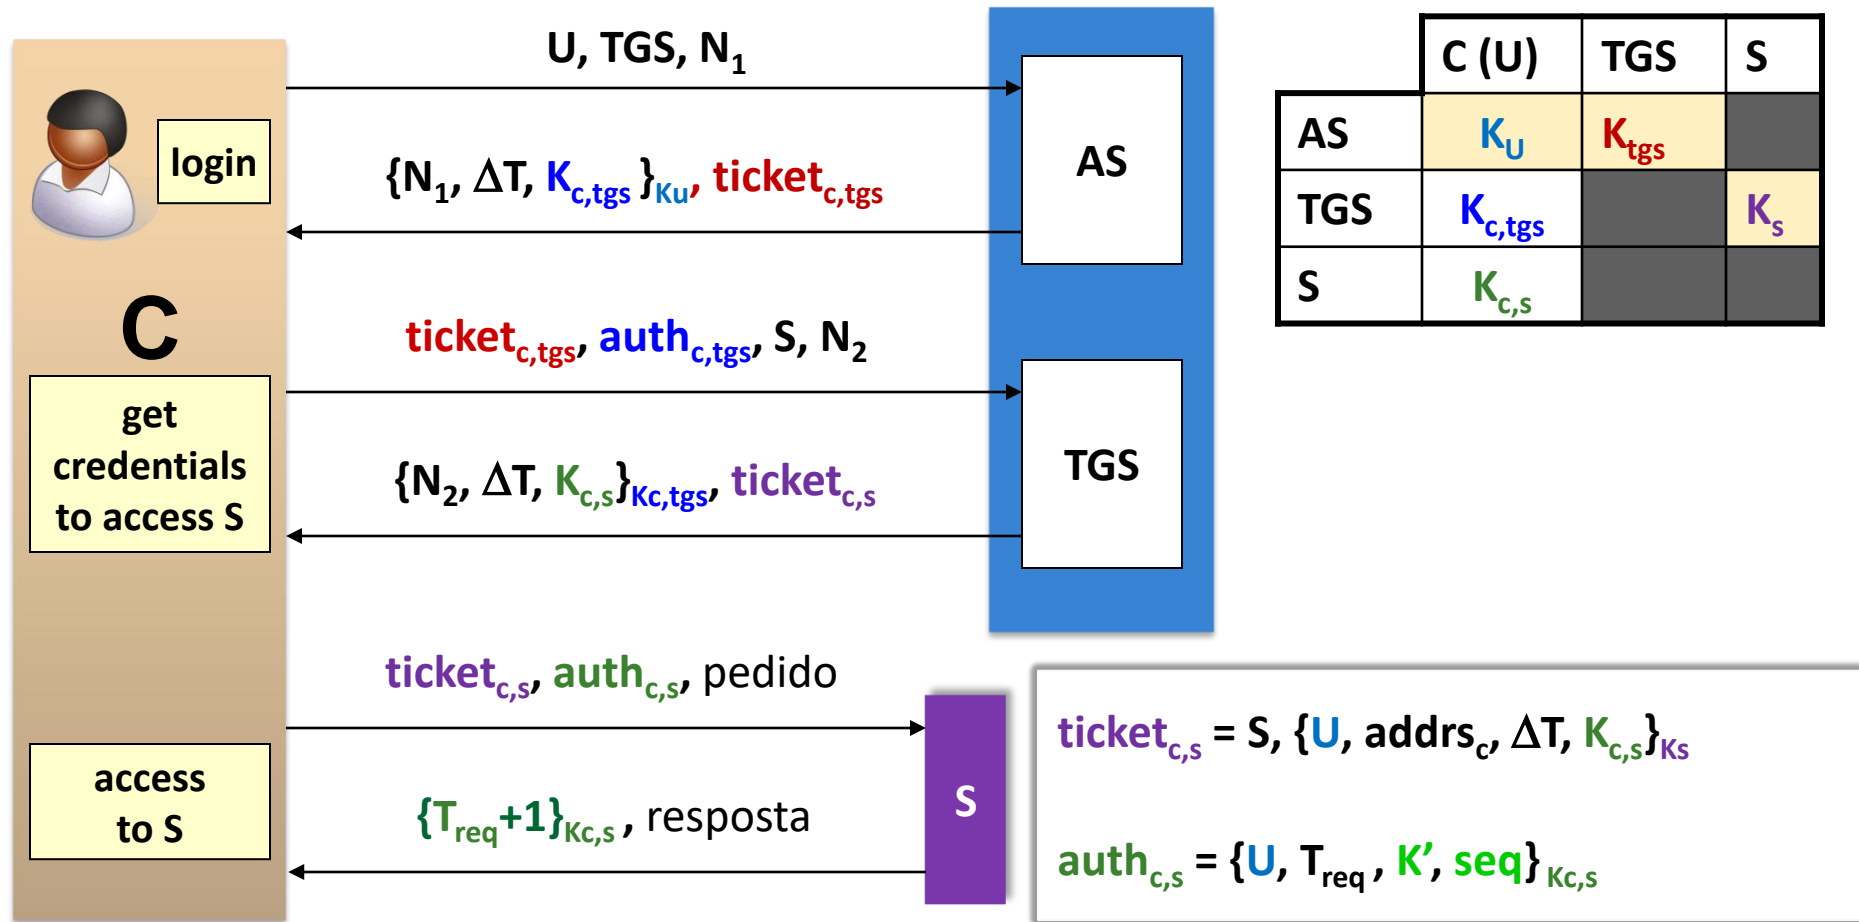 U, TGS, N1
login
{N1, ΔT, Kc,tgs }Ku, ticketc,tgs
AS
C
ticketc,tgs, authc,tgs, S, N2
get
credentials
to access S
{N2, ΔT, Kc,s}Kc,tgs, ticketc,s
TGS
ticketc,s, authc,s, pedido
access
to S
{Treq+1}Kc,s , resposta
S
C (U) TGS S
AS KU Ktgs
TGS Kc,tgs Ks
S Kc,s
ticketc,s = S, {U, addrsc, ΔT, Kc,s}Ks
authc,s = {U, Treq , K’, seq} Kc,s